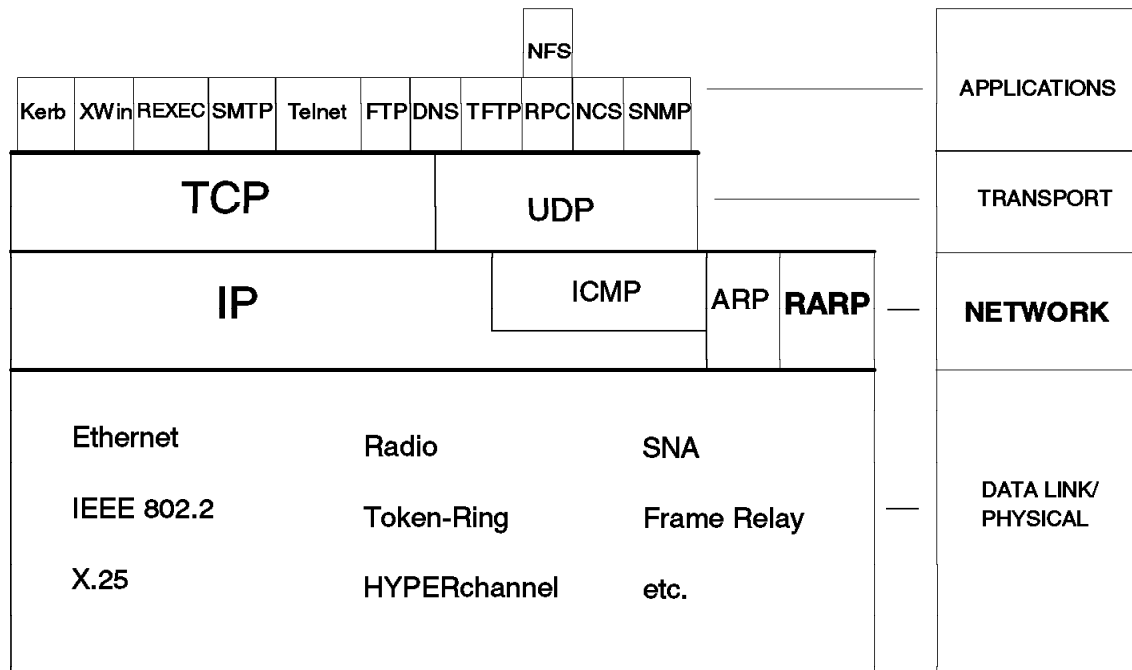 NFS
Kerb XWin REXEC SMTP Telnet FTP DNS TFTP RPC NCS SNMP
APPLICATIONS
TCP UDP
TRANSPORT
IP ICMP ARP RARP
NETWORK
Ethernet Radio SNA
IEEE 802.2 Token-Ring Frame Relay
X.25 HYPERchannel etc.
DATA LINK/
PHYSICAL